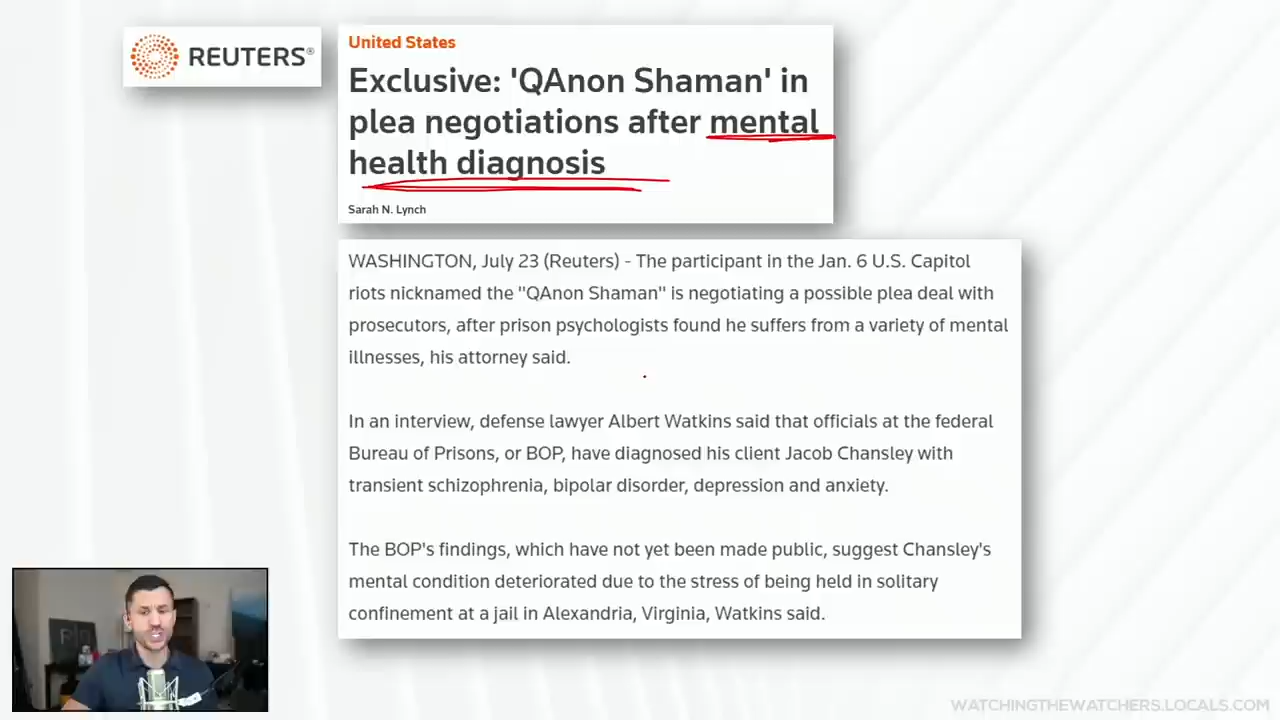 REUTERS®
United States
Exclusive: 'QAnon Shaman' in
plea negotiations after mental
health diagnosis
Sarah N. Lynch
WASHINGTON, July 23 (Reuters) - The participant in the Jan. 6 U.S. Capitol
riots nicknamed the "QAnon Shaman" is negotiating a possible plea deal with
prosecutors, after prison psychologists found he suffers from a variety of mental
illnesses, his attorney said.
In an interview, defense lawyer Albert Watkins said that officials at the federal
Bureau of Prisons, or BOP, have diagnosed his client Jacob Chansley with
transient schizophrenia, bipolar disorder, depression and anxiety.
The BOP's findings, which have not yet been made public, suggest Chansley's
mental condition deteriorated due to the stress of being held in solitary
confinement at a jail in Alexandria, Virginia, Watkins said.
WATCHINGTHEWATCHERS.LOCALS.COM